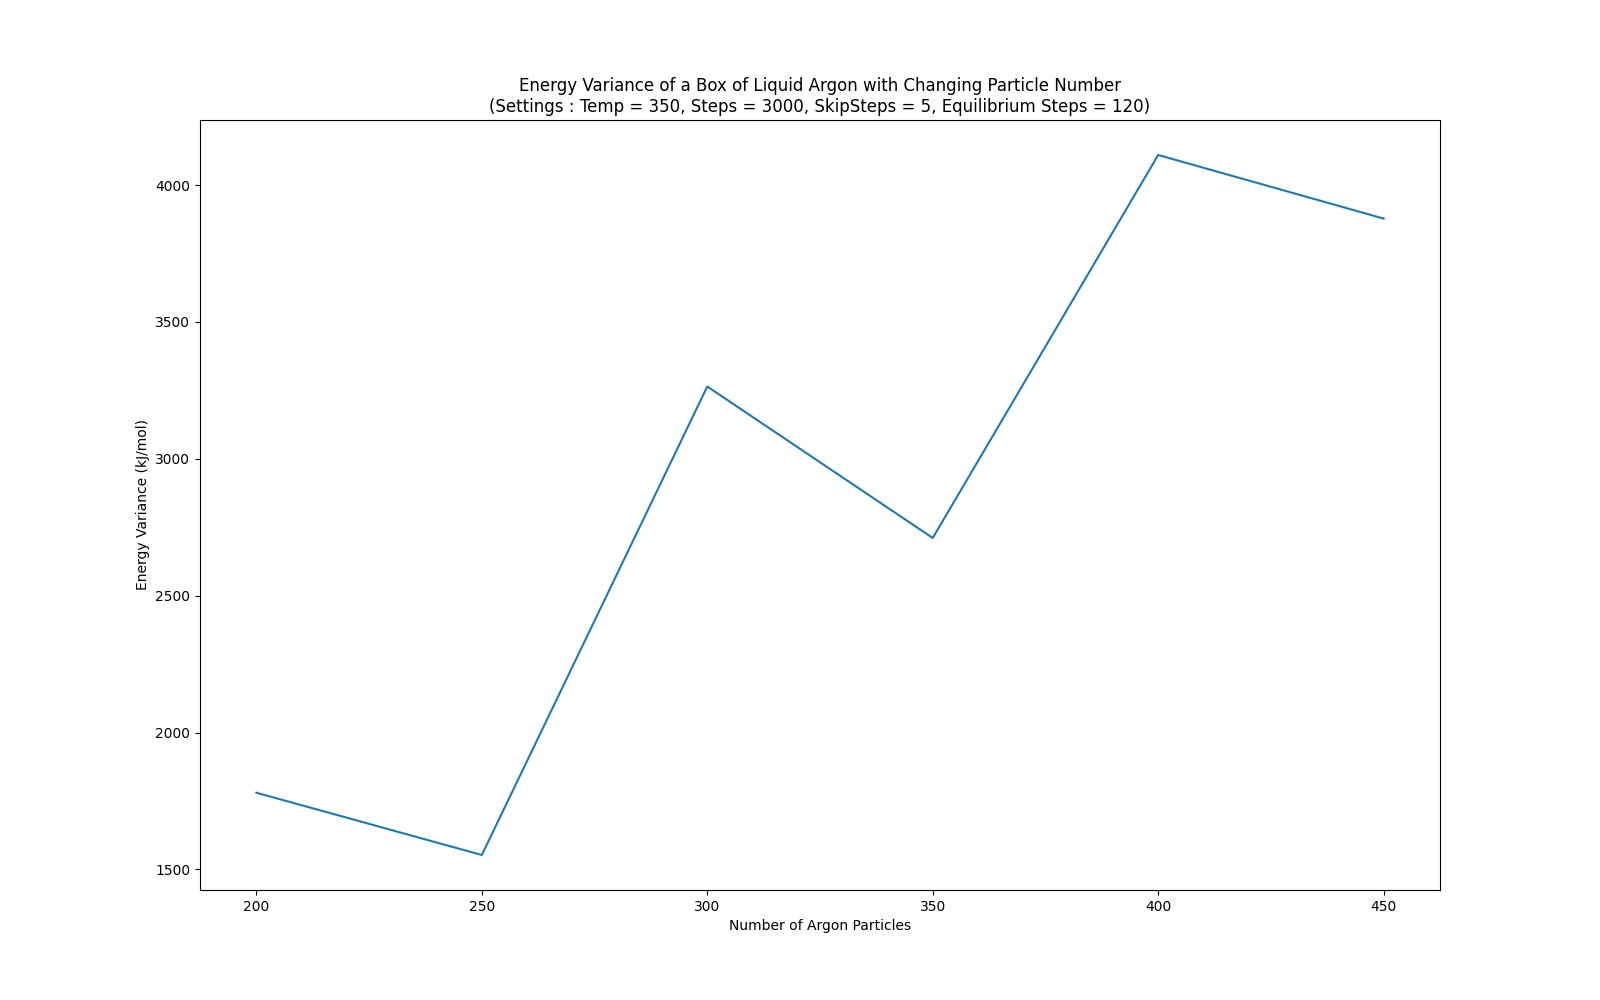 Energy Variance of a Box of Liquid Argon with Changing Particle Number
(Settings : Temp = 350, Steps = 3000, SkipSteps = 5, Equilibrium Steps = 120)
4000
3500
3000
2500
2000
1500
Energy Variance (kJ/mol)
200 250 300 350 400 450
Number of Argon Particles